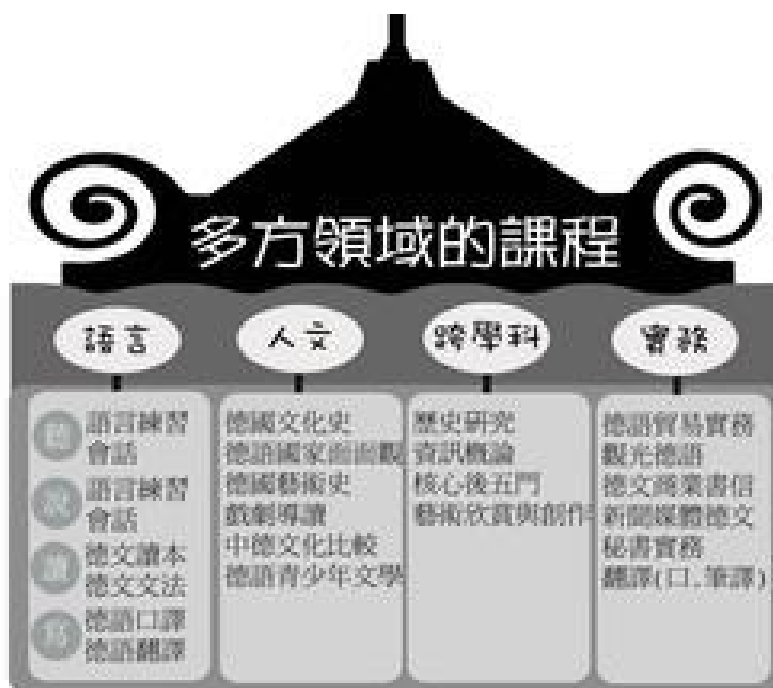 多方領域的課程
語言
人文
跨學科
實務
語言練習
會話
語言練習
會話
德文讀本
德文文法
德語口譯
德語翻譯
德國文化史
德語國家面面觀
德國藝術史
戲劇導讀
中德文化比較
德語青少年文學
歷史研究
資訊概論
核心後五門
藝術欣賞與創作
德語貿易實務
觀光德語
德文商業書信
新聞媒體德文
秘書實務
翻譯(口.筆譯)